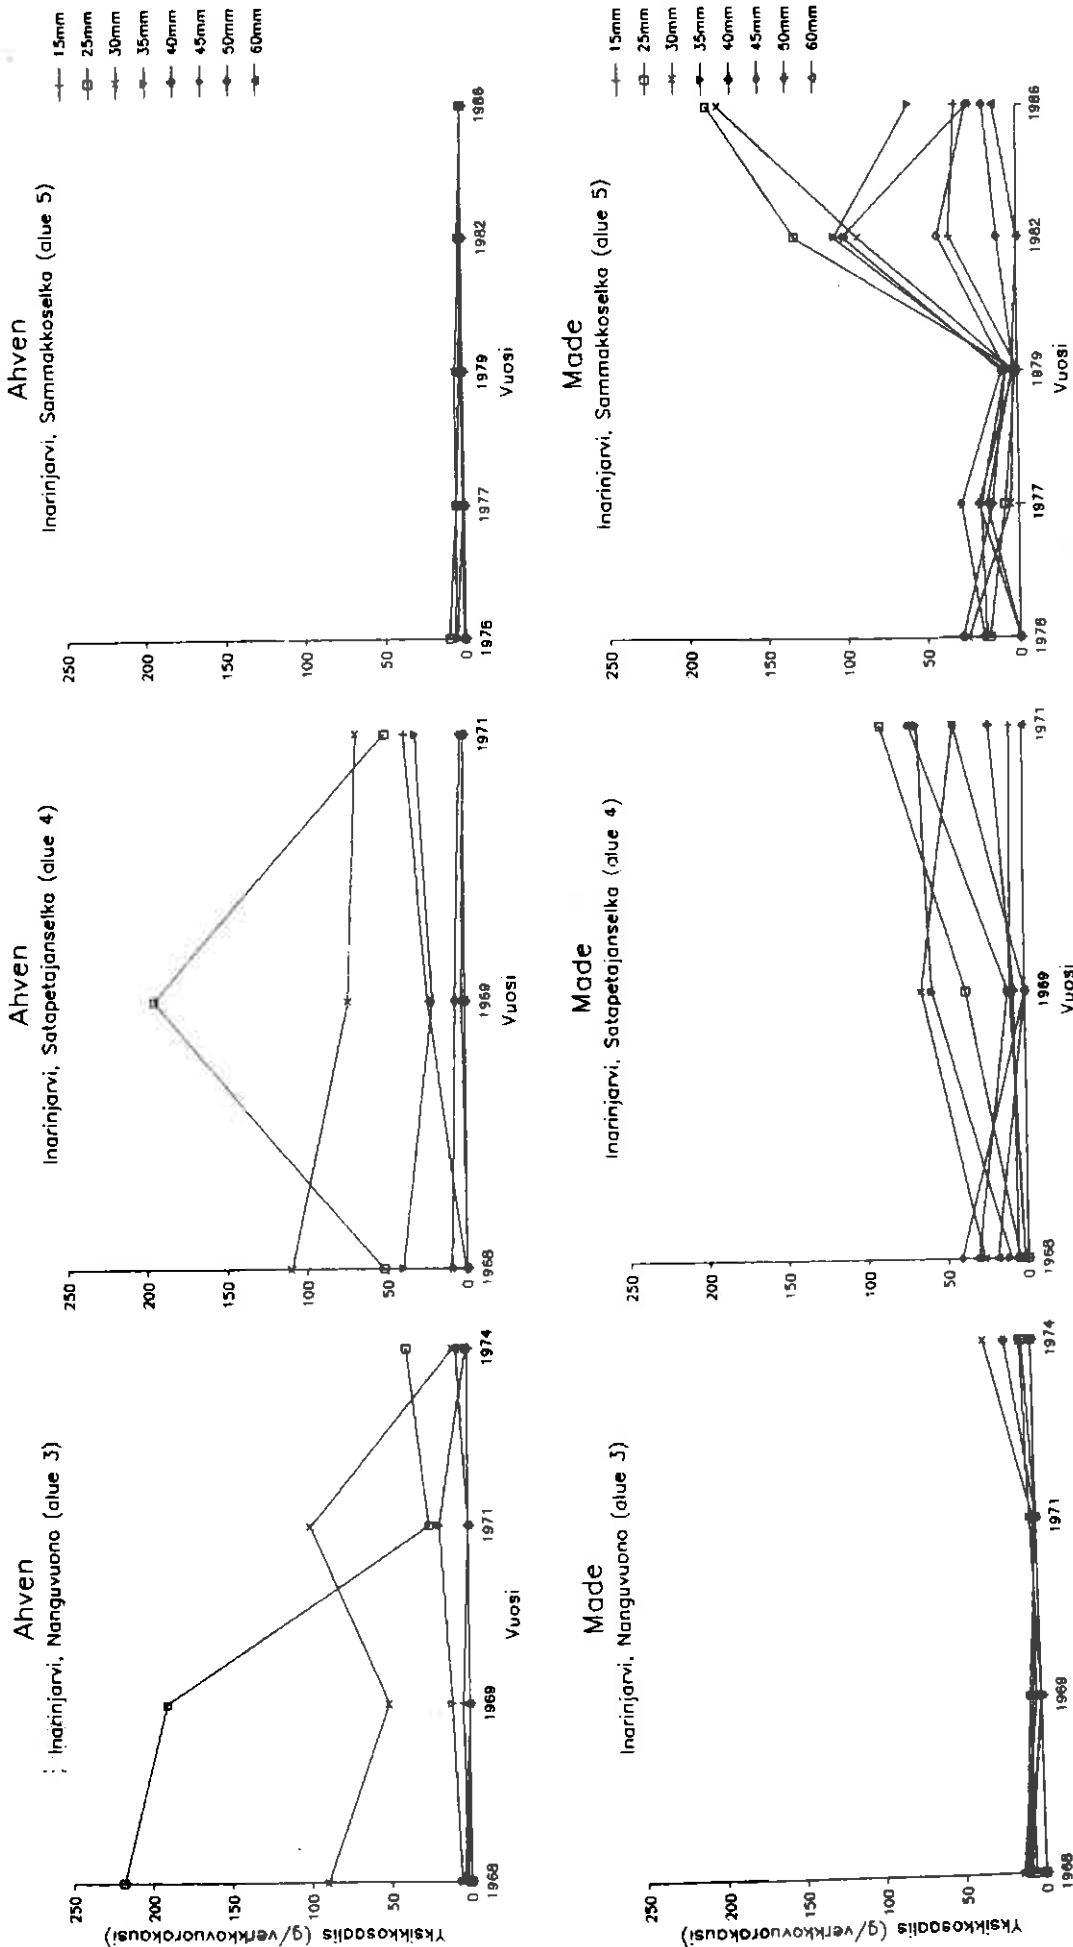 Ahven
Inarinjarvi, Nanguvuono (alue 3)
Yksikkosaalis (g/verkkovuorokausi)
250
200
150
100
50
0
1968
1969
1971
1974
Vuosi
Ahven
Inarinjarvi, Satapetajanselka (alue 4)
250
200
150
100
50
0
1968
1969
1971
Vuosi
Ahven
Inarinjarvi, Sammakkoselka (alue 5)
250
200
150
100
50
0
1976
1977
1979
1982
1986
Vuosi
15mm
25mm
30mm
35mm
40mm
45mm
50mm
60mm
Made
Inarinjarvi, Nanguvuono (alue 3)
Yksikkosaalis (g/verkkovuorokausi)
250
200
150
100
50
0
1968
1969
1971
1974
Made
Inarinjarvi, Satapetajanselka (alue 4)
250
200
150
100
50
0
1968
1969
1971
Vuosi
Made
Inarinjarvi, Sammakkoselka (alue 5)
250
200
150
100
50
0
1976
1977
1979
1982
1986
Vuosi
15mm
25mm
30mm
35mm
40mm
45mm
50mm
60mm